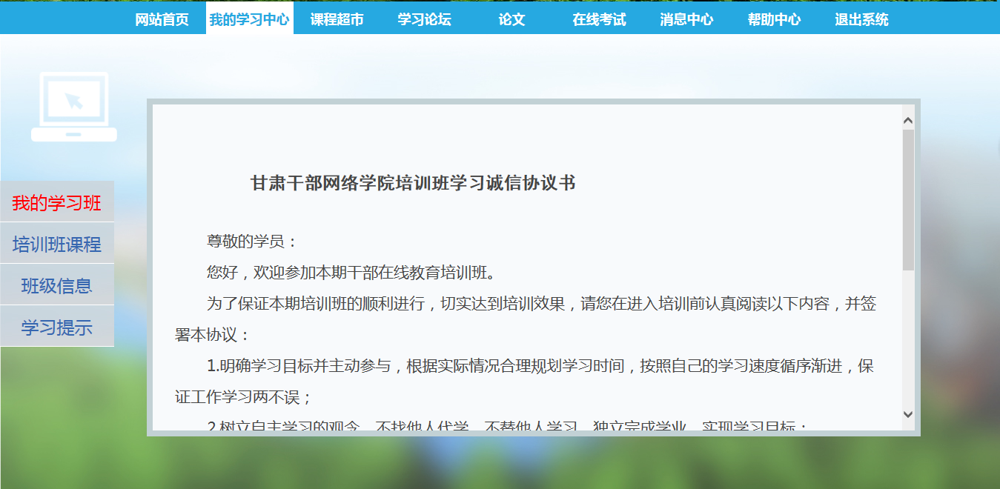 网站首页 我的学习中心 课程超市 学习论坛 论文 在线考试 消息中心 帮助中心 退出系统
我的学习班
培训班课程
班级信息
学习提示
甘肃干部网络学院培训班学习诚信协议书
尊敬的学员：
您好，欢迎参加本期干部在线教育培训班。
为了保证本期培训班的顺利进行，切实达到培训效果，请您在进入培训前认真阅读以下内容，并签
署本协议：
1.明确学习目标并主动参与，根据实际情况合理规划学习时间，按照自己的学习速度循序渐进，保
证工作学习两不误；
2.树立自主学习的观念，不找他人代学，不替他人学习，独立完成学业，实现学习目标；